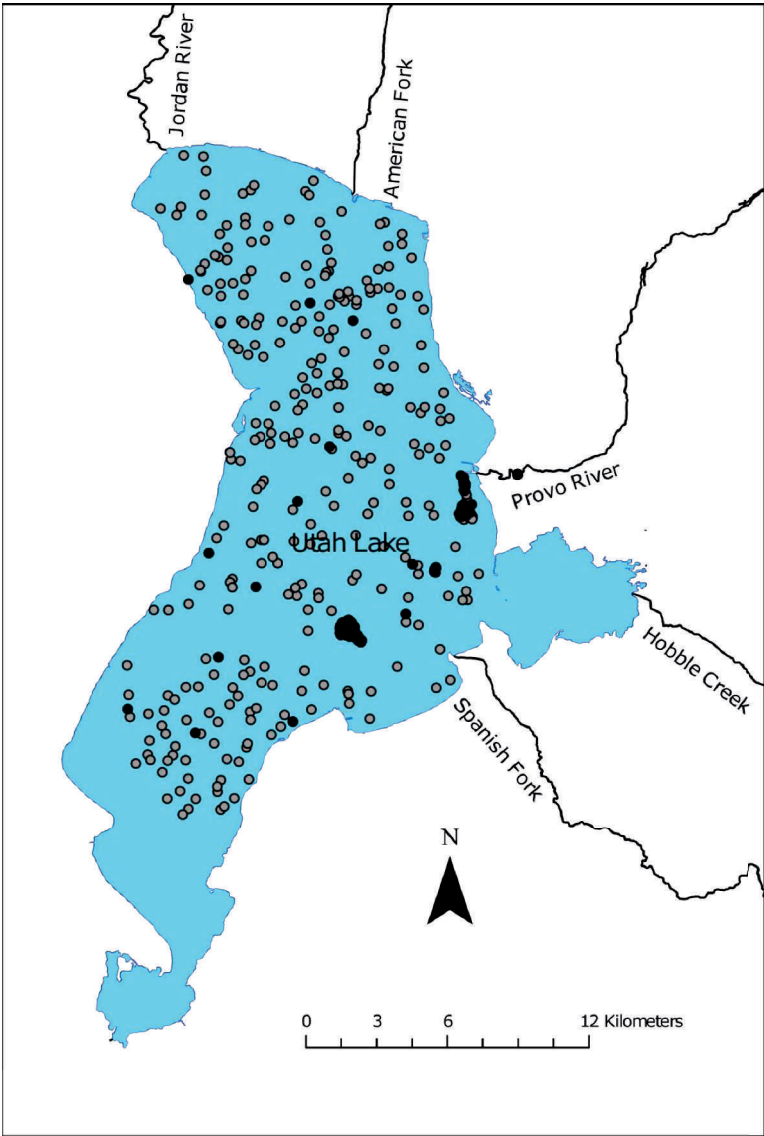 Jordan River
American Fork
Provo River
Utah Lake
Hobble Creek
Spanish Fork
N
0 3 6 12 Kilometers